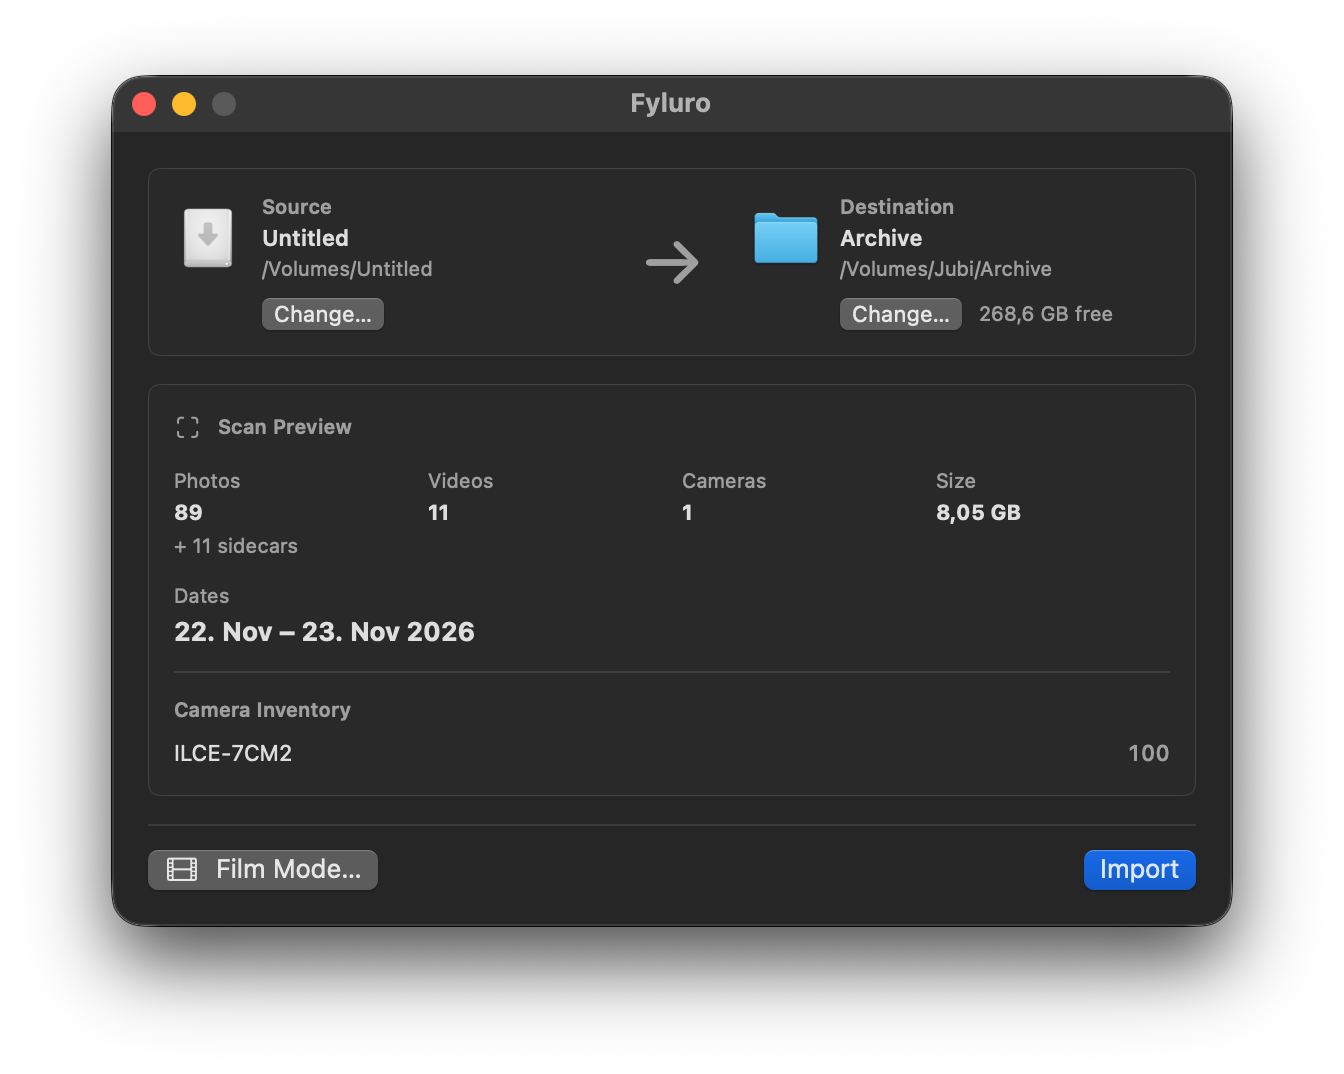 Fyluro
Source
Untitled
/Volumes/Untitled
Change...
Destination
Archive
/Volumes/Jubi/Archive
Change...
268,6 GB free
Scan Preview
Photos
89
+ 11 sidecars
Videos
11
Cameras
1
Size
8,05 GB
Dates
22. Nov – 23. Nov 2026
Camera Inventory
ILCE-7CM2
100
Film Mode...
Import